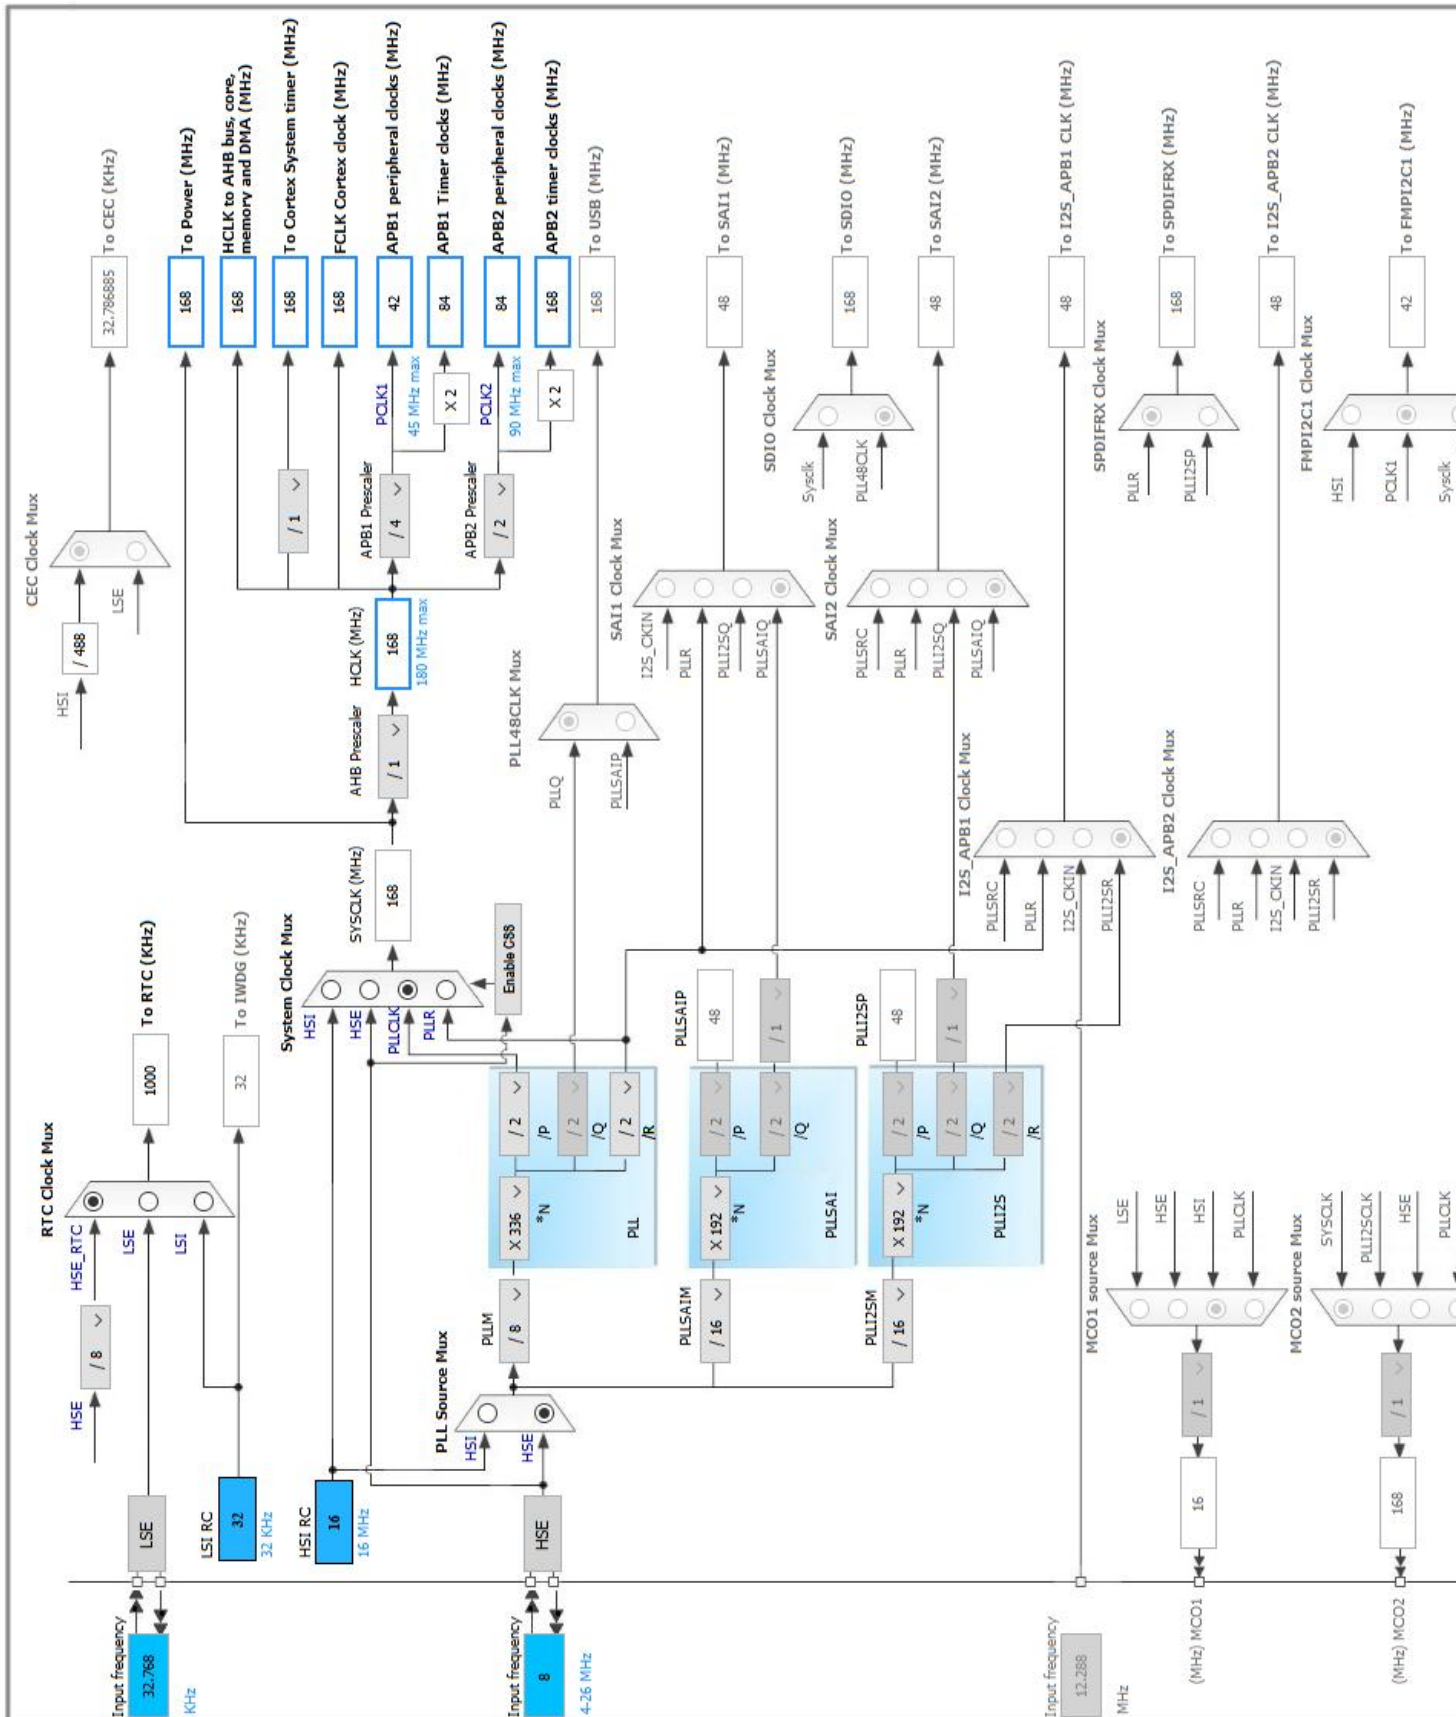 Input frequency
32.768
KHz
LSE
LSI RC
32
32 KHz
HSI RC
16
16 MHz
Input frequency
8
4-26 MHz
HSE
HSE
/ 8
HSE_RTC
LSE
LSI
RTC Clock Mux
1000
To RTC (KHz)
32
To IWDG (KHz)
HSI
/ 488
LSE
CEC Clock Mux
32.786885
To CEC (KHz)
PLL Source Mux
HSI
HSE
PLLM
/ 8
X 336
*N
/ 2
/P
/ 2
/Q
/ 2
/R
PLL
PLLSAIM
/ 16
X 192
*N
/ 2
/P
/ 2
/Q
PLLSAI
PLLSAIP
48
/ 1
PLLI2SM
/ 16
X 192
*N
/ 2
/P
/ 2
/Q
/ 2
/R
PLLI2S
PLLI2SP
48
/ 1
System Clock Mux
HSI
HSE
PLLCLK
PLLR
Enable CSS
SYSCLK (MHz)
168
AHB Prescaler
/ 1
HCLK (MHz)
168
180 MHz max
/ 1
APB1 Prescaler
/ 4
APB2 Prescaler
/ 2
PCLK1
45 MHz max
X 2
PCLK2
90 MHz max
X 2
168
To Power (MHz)
168
HCLK to AHB bus, core,
memory and DMA (MHz)
168
To Cortex System timer (MHz)
168
FCLK Cortex clock (MHz)
42
APB1 peripheral clocks (MHz)
84
APB1 Timer clocks (MHz)
84
APB2 peripheral clocks (MHz)
168
APB2 timer clocks (MHz)
PLL48CLK Mux
PLLQ
PLLSAIP
168
To USB (MHz)
SAI1 Clock Mux
I2S_CKIN
PLLR
PLLI2SQ
PLLSAIQ
48
To SAI1 (MHz)
SDIO Clock Mux
Sysclk
PLL48CLK
168
To SDIO (MHz)
SAI2 Clock Mux
PLLSRC
PLLR
PLLI2SQ
PLLSAIQ
48
To SAI2 (MHz)
I2S_APB1 Clock Mux
PLLSRC
PLLR
I2S_CKIN
PLLI2SR
48
To I2S_APB1 CLK (MHz)
SPDIFRX Clock Mux
PLLR
PLLI2SP
168
To SPDIFRX (MHz)
I2S_APB2 Clock Mux
PLLSRC
PLLR
I2S_CKIN
PLLI2SR
48
To I2S_APB2 CLK (MHz)
FMPI2C1 Clock Mux
HSI
PCLK1
Sysclk
42
To FMPI2C1 (MHz)
Input frequency
12.288
MHz
MCO1 source Mux
LSE
HSE
HSI
PLLCLK
/ 1
16
(MHz) MCO1
MCO2 source Mux
SYSCLK
PLLI2SCLK
HSE
PLLCLK
/ 1
168
(MHz) MCO2